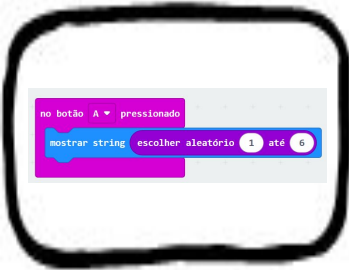 no botão A pressionado
mostrar string escolher aleatório 1 até 6